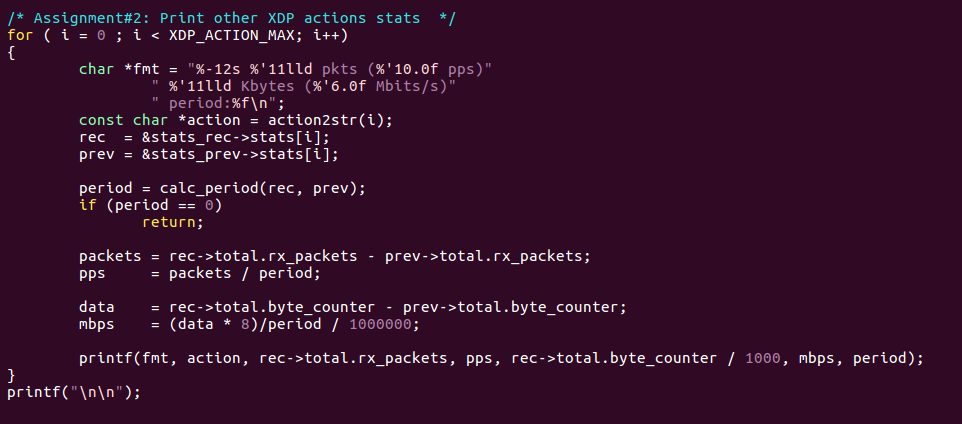 /* Assignment#2: Print other XDP actions stats  */
for ( i = 0 ; i < XDP_ACTION_MAX; i++)
{
        char *fmt = "%-12s %'11lld pkts (%'10.0f pps)"
                " %'11lld Kbytes (%'6.0f Mbits/s)"
                " period:%f\n";
        const char *action = action2str(i);
        rec  = &stats_rec->stats[i];
        prev = &stats_prev->stats[i];

        period = calc_period(rec, prev);
        if (period == 0)
               return;

        packets = rec->total.rx_packets - prev->total.rx_packets;
        pps     = packets / period;

        data    = rec->total.byte_counter - prev->total.byte_counter;
        mbps    = (data * 8)/period / 1000000;

        printf(fmt, action, rec->total.rx_packets, pps, rec->total.byte_counter / 1000, mbps, period);
}
printf("\n\n");